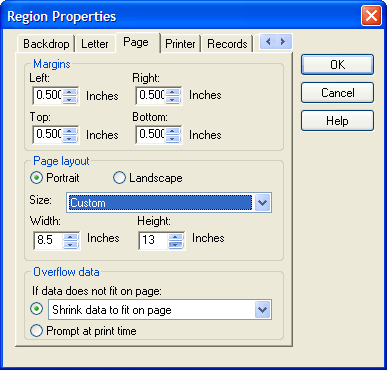 Region Properties
Backdrop Letter Page Printer Records
Margins
Left: Right:
0.500 Inches 0.500 Inches
Top: Bottom:
0.500 Inches 0.500 Inches
Page layout
Portrait Landscape
Size: Custom
Width: Height:
8.5 Inches 13 Inches
Overflow data
If data does not fit on page:
Shrink data to fit on page
Prompt at print time
OK
Cancel
Help